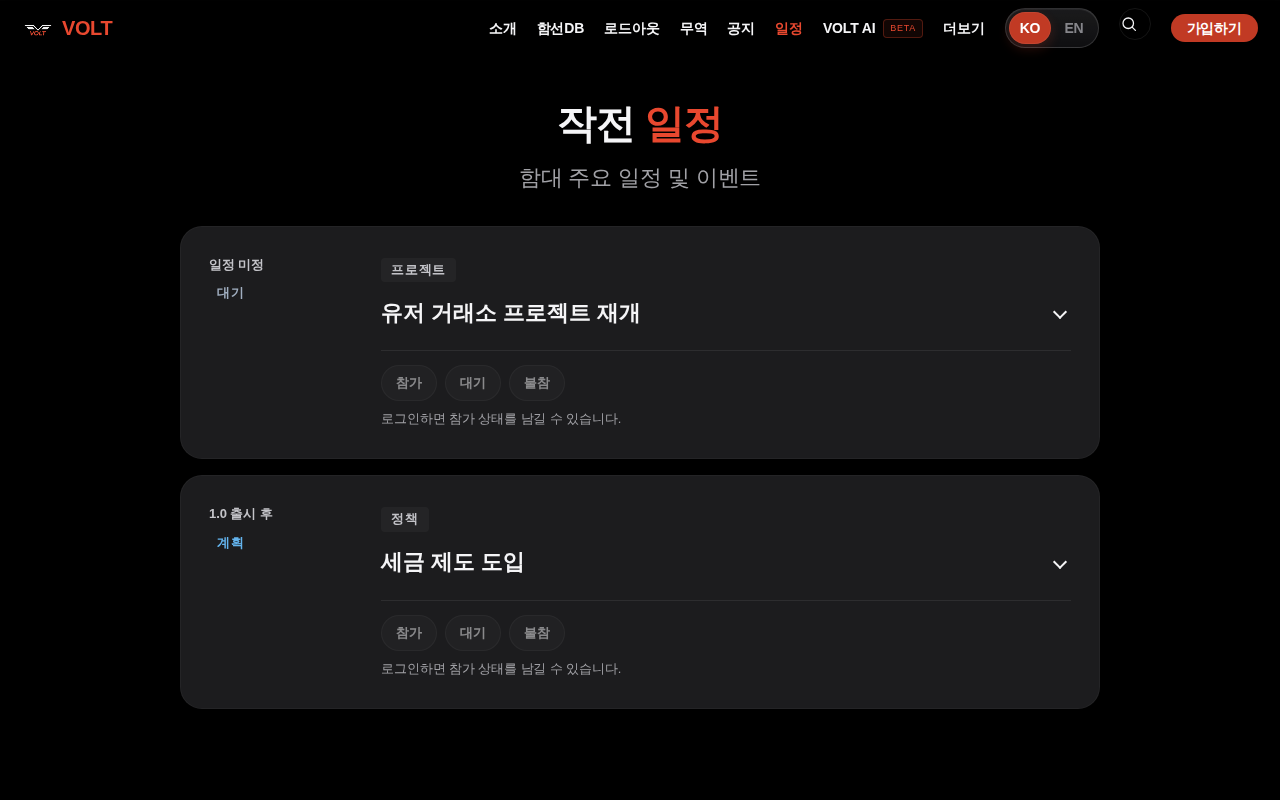 VOLT VOLT 소개 함선DB 로드아웃 무역 공지 일정 VOLT AI BETA 더보기 KO EN 가입하기
작전 일정
함대 주요 일정 및 이벤트
일정 미정
대기
프로젝트
유저 거래소 프로젝트 재개
참가 대기 불참
로그인하면 참가 상태를 남길 수 있습니다.
1.0 출시 후
계획
정책
세금 제도 도입
참가 대기 불참
로그인하면 참가 상태를 남길 수 있습니다.